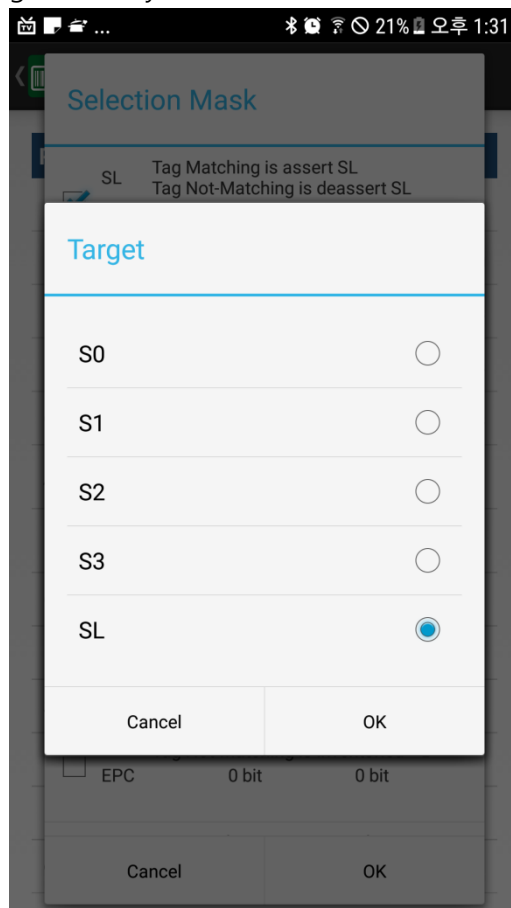 ... 21% 오후 1:31
Selection Mask
SL Tag Matching is assert SL
Tag Not-Matching is deassert SL
Target
S0
S1
S2
S3
SL
Cancel OK
EPC 0 bit 0 bit
Cancel OK